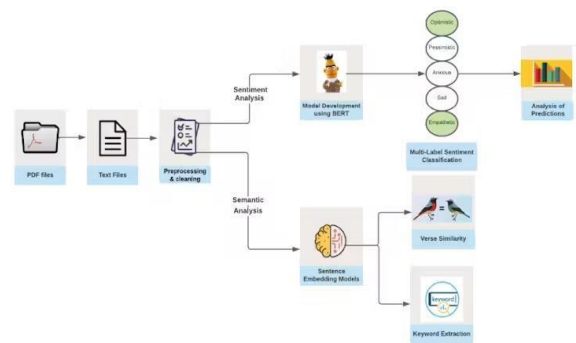 PDF files
Text Files
Preprocessing
& cleaning
Sentiment
Analysis
Model Development
using BERT
Optimistic
Pessimistic
Anxious
Sad
Empathetic
Multi-Label Sentiment
Classification
Analysis of
Predictions
Semantic
Analysis
Sentence
Embedding Models
=
Verse Similarity
keyword
Keyword Extraction